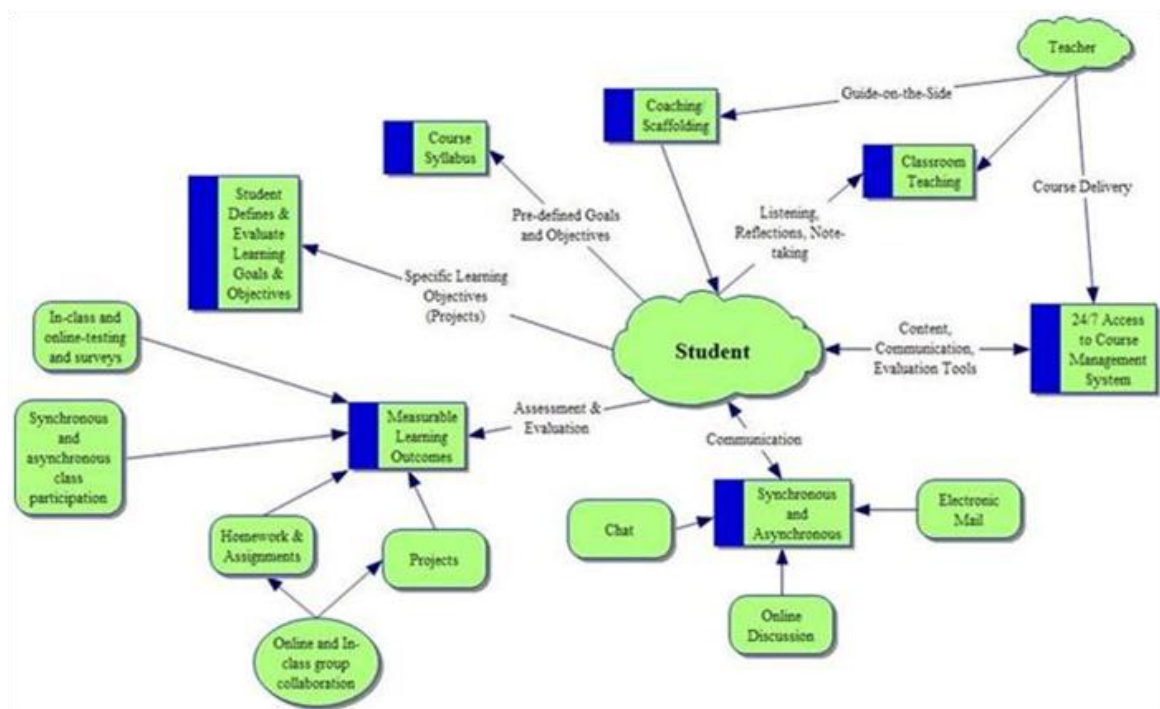 Teacher
Guide-on-the-Side
Coaching/
Scaffolding
Course
Syllabus
Classroom
Teaching
Course Delivery
Student
Defines &
Evaluate
Learning
Goals &
Objectives
Pre-defined Goals
and Objectives
Listening,
Reflections, Note-
taking
Specific Learning
Objectives
(Projects)
In-class and
online-testing
and surveys
Student
Content,
Communication,
Evaluation Tools
24/7 Access
to Course
Management
System
Synchronous
and
asynchronous
class
participation
Measurable
Learning
Outcomes
Assessment &
Evaluation
Communication
Homework &
Assignments
Projects
Chat
Synchronous
and
Asynchronous
Electronic
Mail
Online
Discussion
Online and In-
class group
collaboration